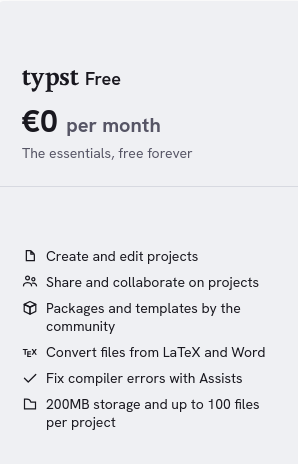 typst Free
€0 per month
The essentials, free forever
Create and edit projects
Share and collaborate on projects
Packages and templates by the
community
TEX Convert files from LaTeX and Word
Fix compiler errors with Assists
200MB storage and up to 100 files
per project